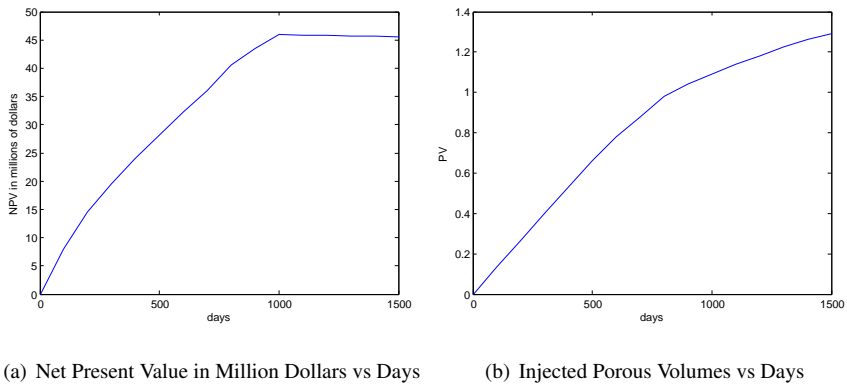 50
45
40
35
30
25
20
15
10
5
0
NPV in millions of dollars
0 500 1000 1500
days
1.4
1.2
1
0.8
0.6
0.4
0.2
0
PV
0 500 1000 1500
days
(a) Net Present Value in Million Dollars vs Days
(b) Injected Porous Volumes vs Days